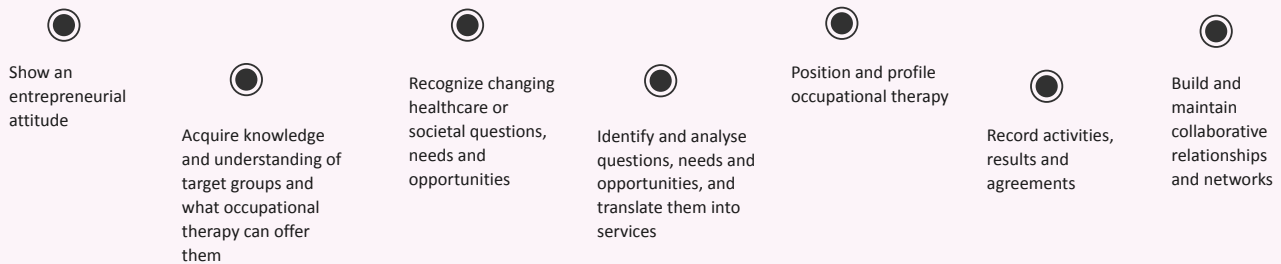 Show an
entrepreneurial
attitude
Acquire knowledge
and understanding of
target groups and
what occupational
therapy can offer
them
Recognize changing
healthcare or
societal questions,
needs and
opportunities
Identify and analyse
questions, needs and
opportunities, and
translate them into
services
Position and profile
occupational therapy
Record activities,
results and
agreements
Build and
maintain
collaborative
relationships
and networks